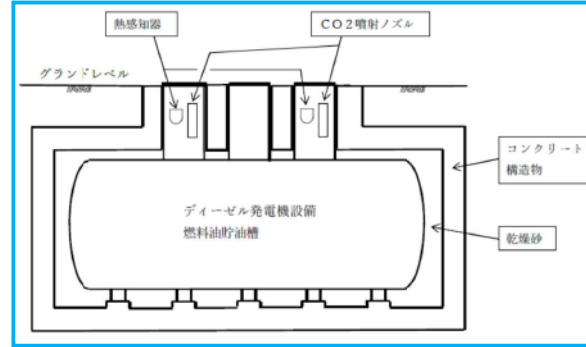 熱感知器
CO2噴射ノズル
グランドレベル
コンクリート
構造物
ディーゼル発電機設備
燃料油貯油槽
乾燥砂